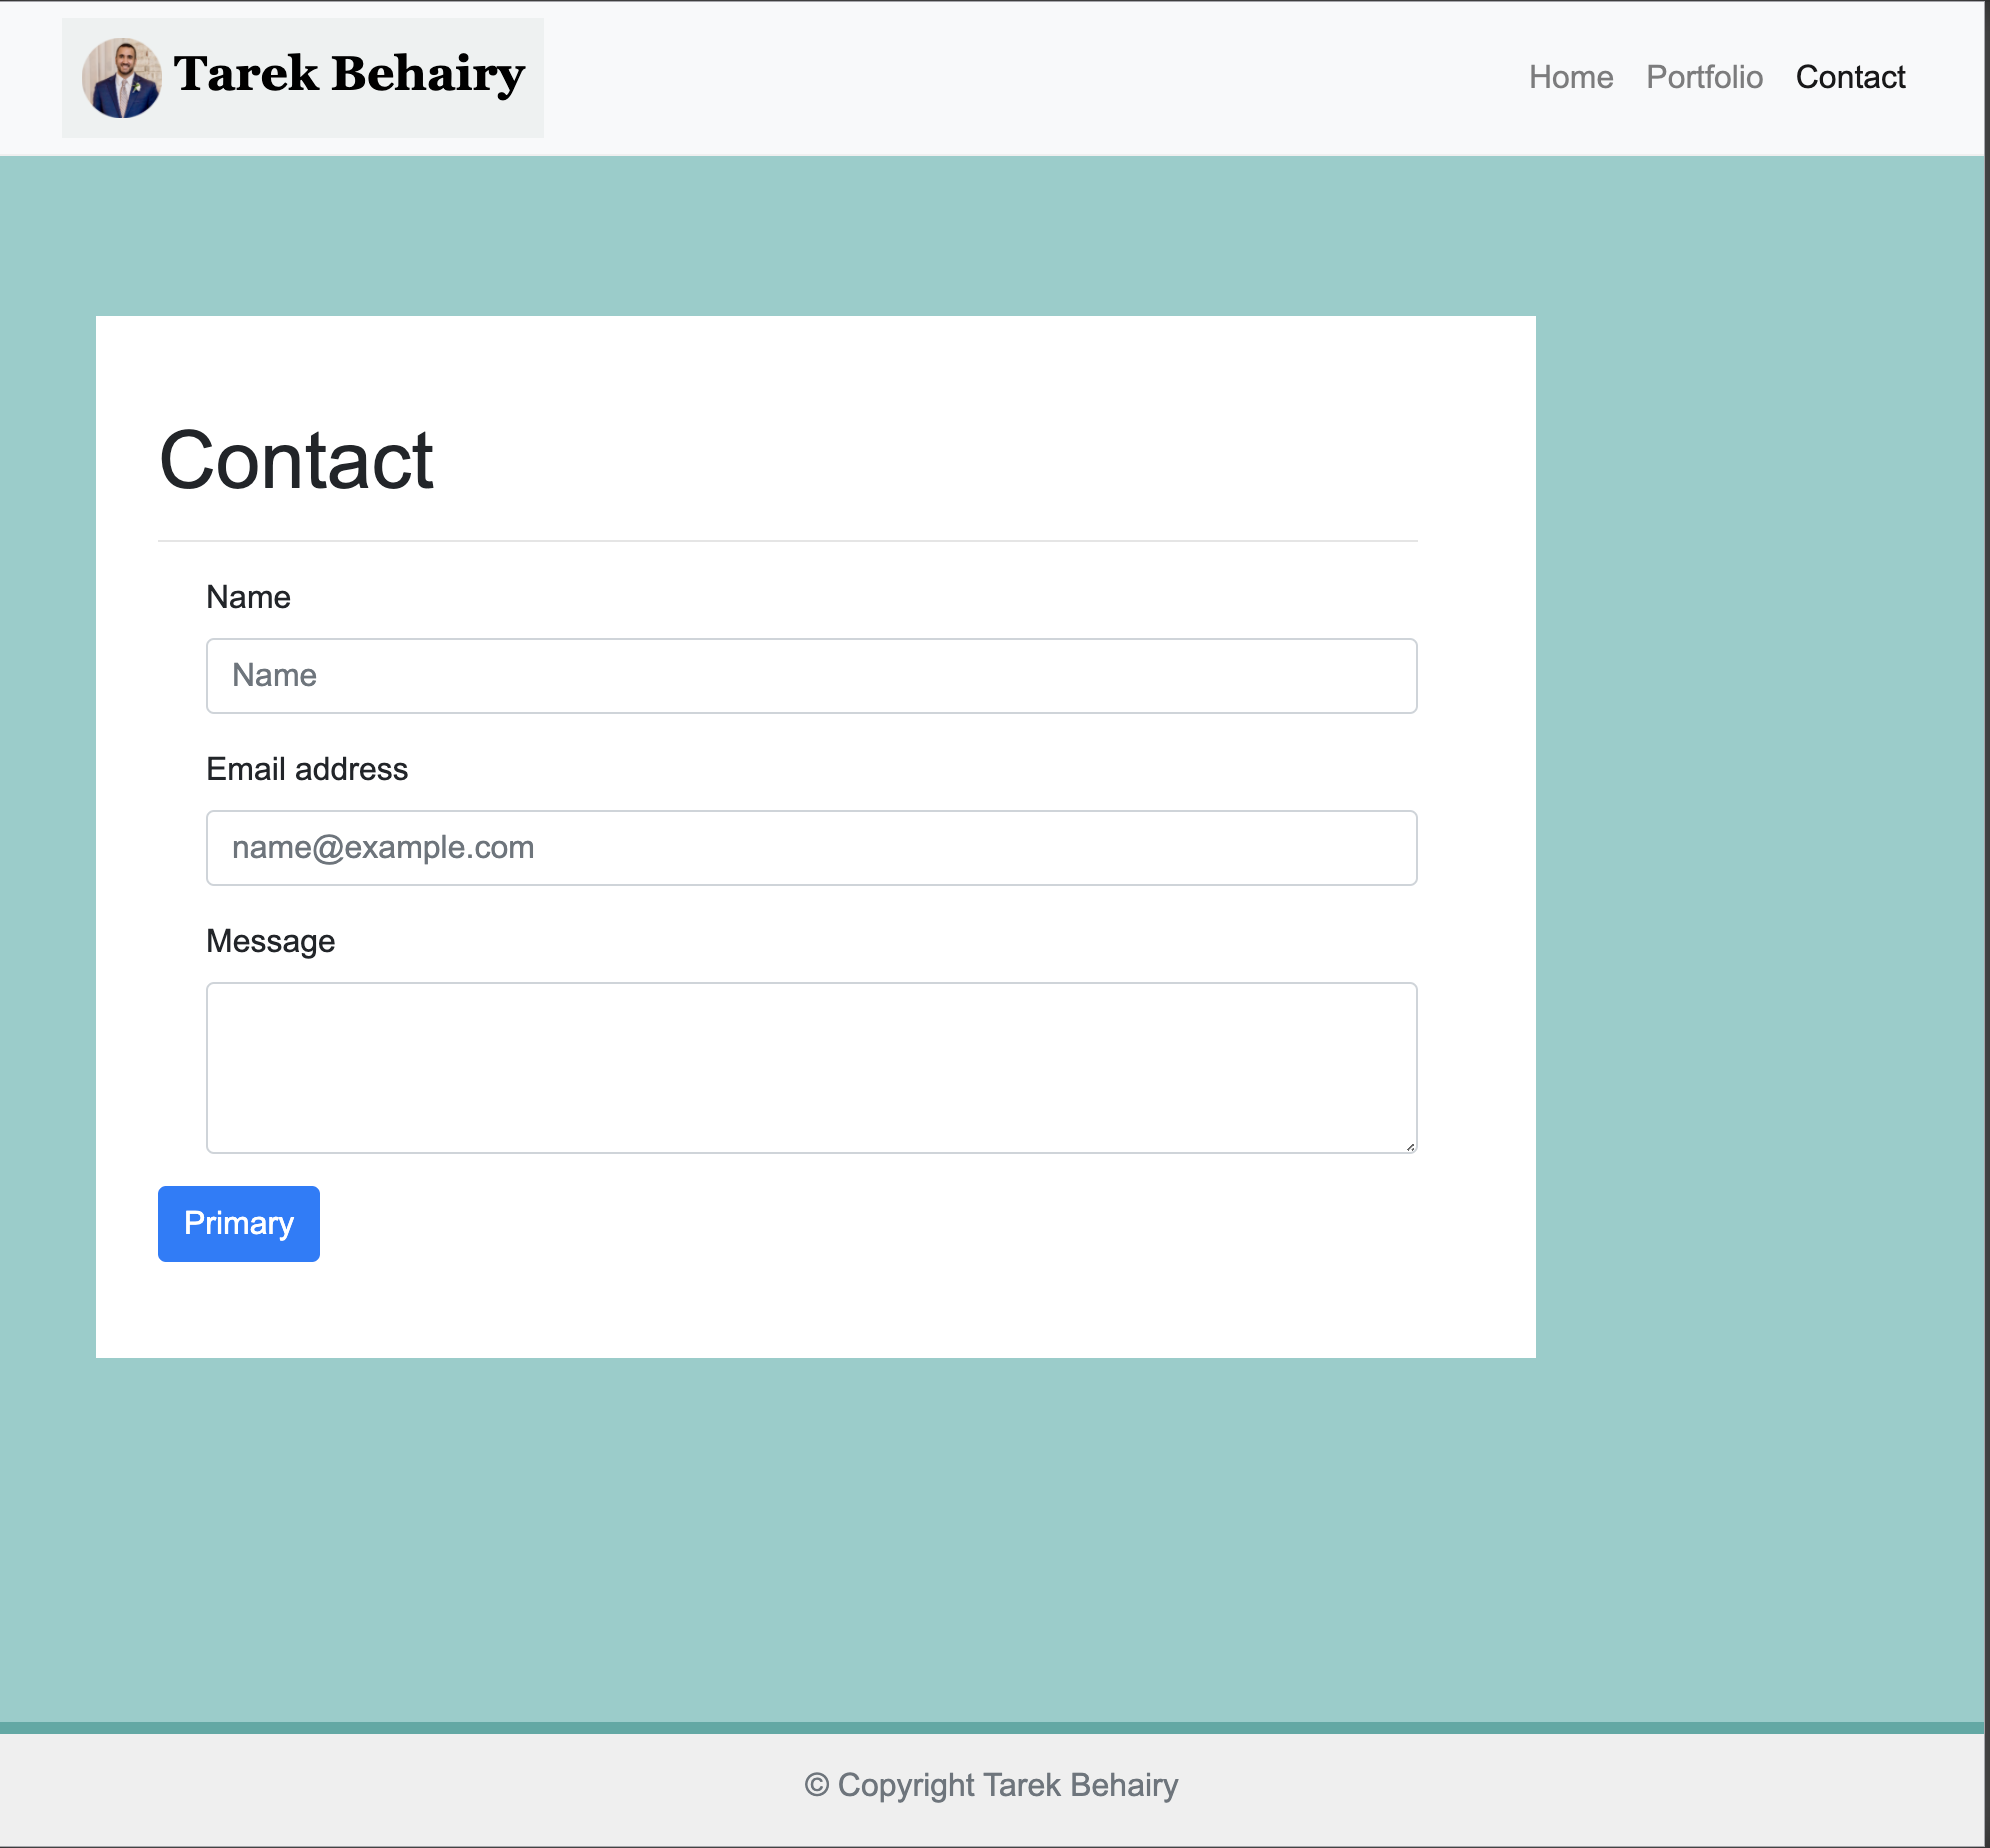 Tarek Behairy
Home Portfolio Contact
Contact
Name
Name
Email address
name@example.com
Message
Primary
© Copyright Tarek Behairy